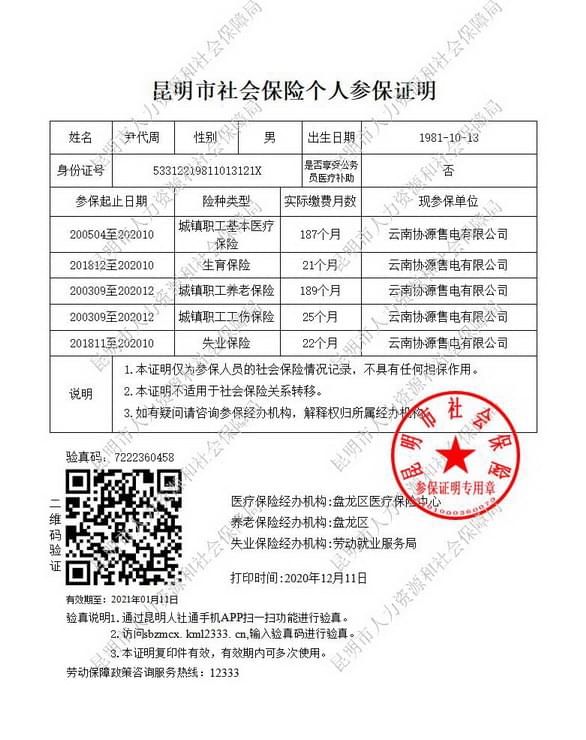 昆明市社会保险个人参保证明
姓名 尹代周 性别 男 出生日期 1981-10-13
身份证号 53312219811013121X 是否享受公务员医疗补助 否
参保起止日期 险种类型 实际缴费月数 现参保单位
200504至202010 城镇职工基本医疗保险 187个月 云南协源售电有限公司
201812至202010 生育保险 21个月 云南协源售电有限公司
200309至202012 城镇职工养老保险 189个月 云南协源售电有限公司
200309至202012 城镇职工工伤保险 25个月 云南协源售电有限公司
201811至202010 失业保险 22个月 云南协源售电有限公司
说明
1.本证明仅为参保人员的社会保险情况记录，不具有任何担保作用。
2.本证明不适用于社会保险关系转移。
3.如有疑问请咨询参保经办机构，解释权归所属经办机构。
昆明市社会保险
参保证明专用章
验真码：7222360458
二维码验证
医疗保险经办机构:盘龙区医疗保险中心
养老保险经办机构:盘龙区
失业保险经办机构:劳动就业服务局
打印时间:2020年12月11日
有效期至：2021年01月11日
验真说明1.通过昆明人社通手机APP扫一扫功能进行验真。
2.访问sbzmcx. kml2333. cn,输入验真码进行验真。
3.本证明复印件有效，有效期内可多次使用。
劳动保障政策咨询服务热线：12333
昆明市人力资源和社会保障局